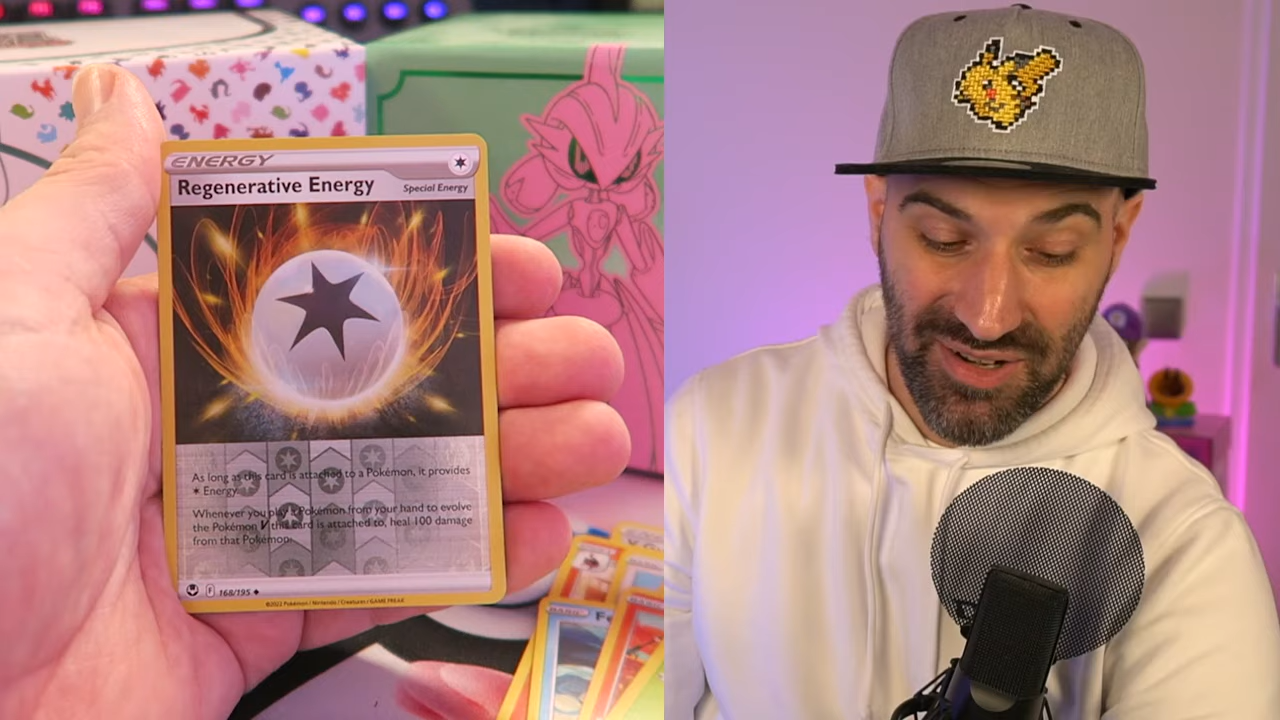 ENERGY
Regenerative Energy
Special Energy
As long as this card is attached to a Pokémon, it provides
✶ Energy.
Whenever you play a Pokémon from your hand to evolve
the Pokémon V this card is attached to, heal 100 damage
from that Pokémon.
F 168/195 ◆
©2022 Pokémon / Nintendo / Creatures / GAME FREAK